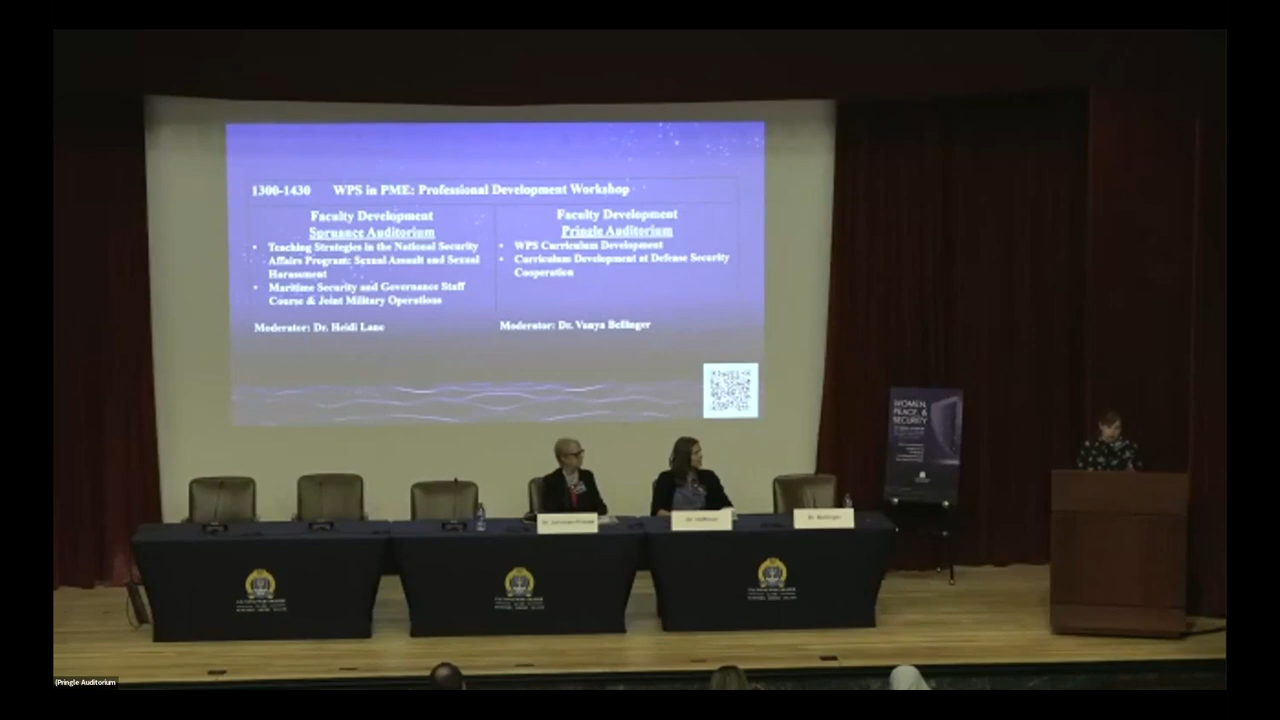 1300-1430 WPS in PME: Professional Development Workshop
Faculty Development
Spruance Auditorium
• Teaching Strategies in the National Security
Affairs Program: Sexual Assault and Sexual
Harassment
• Maritime Security and Governance Staff
Course & Joint Military Operations
Moderator: Dr. Heidi Lane
Faculty Development
Pringle Auditorium
• WPS Curriculum Development
• Curriculum Development at Defense Security
Cooperation
Moderator: Dr. Vanya Bellinger
WOMEN,
PEACE, &
SECURITY
Dr. Bellinger
(Pringle Auditorium